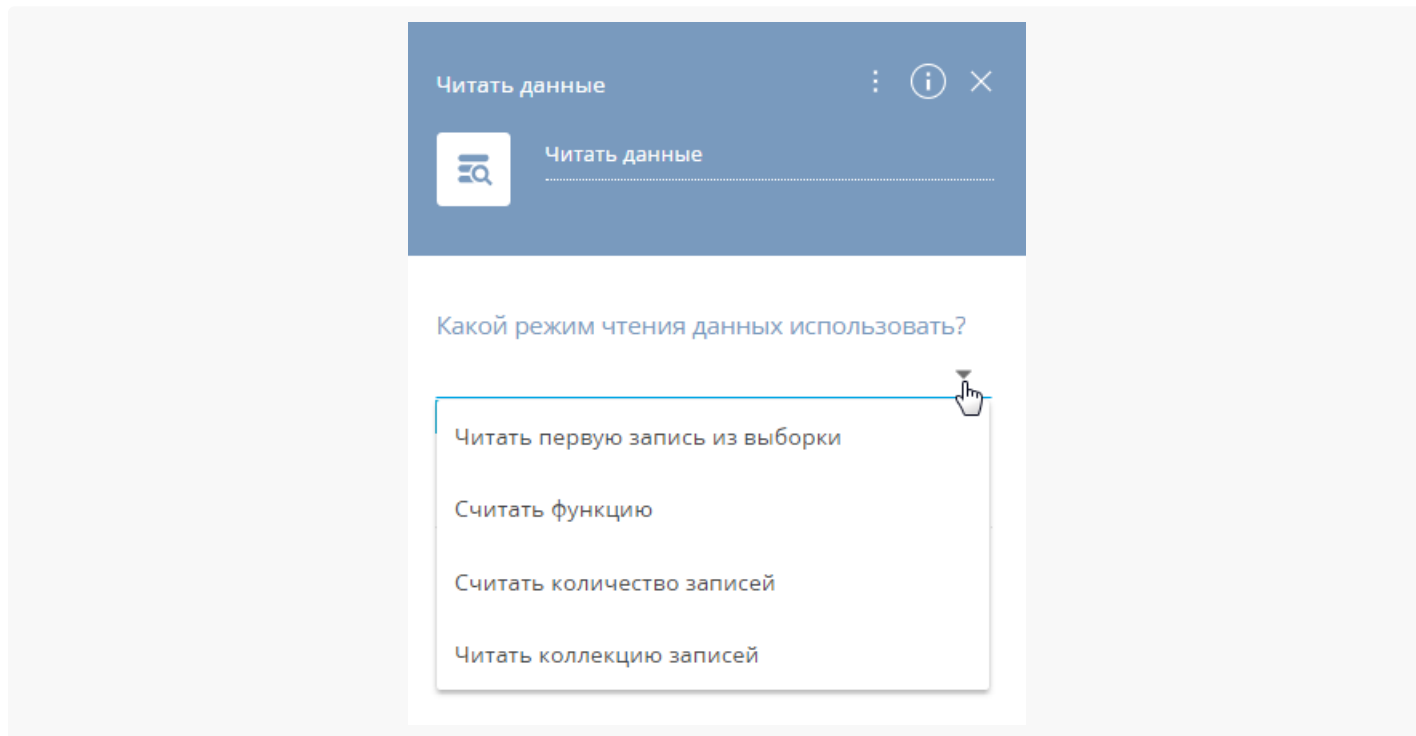 Читать данные
Читать данные
Какой режим чтения данных использовать?
Читать первую запись из выборки
Считать функцию
Считать количество записей
Читать коллекцию записей